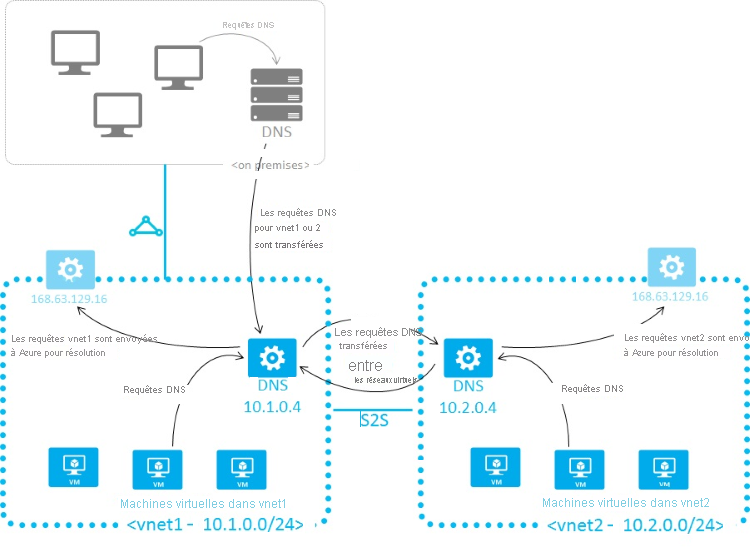 Requêtes DNS
DNS
<on premises>
Les requêtes DNS
pour vnet1 ou 2
sont transférées
168.63.129.16
168.63.129.16
Les requêtes vnet1 sont envoyées
à Azure pour résolution
Les requêtes DNS
transférées
entre
les réseaux virtuels
Les requêtes vnet2 sont envo
à Azure pour résolution
DNS
10.1.0.4
DNS
10.2.0.4
Requêtes DNS
Requêtes DNS
S2S
VM
VM
VM
VM
VM
VM
Machines virtuelles dans vnet1
Machines virtuelles dans vnet2
<vnet1 - 10.1.0.0/24>
<vnet2 - 10.2.0.0/24>